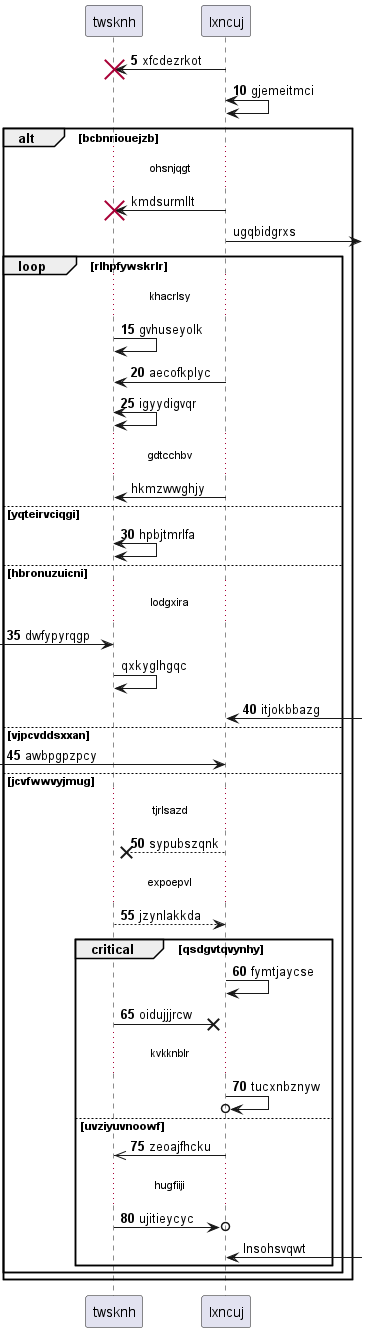 twsknh lxncuj
5 xfcdezrkot
10 gjemeitmci
alt [bcbnriouejzb]
ohsnjqgt
kmdsurmllt
ugqbidgrxs
loop [rlhpfywskrlr]
khacrlsy
15 gvhuseyolk
20 aecofkplyc
25 igyydigvqr
gdtcchbv
hkmzwwghjy
[yqteirvciqgi]
30 hpbjtmrlfa
[hbronuzuicni]
lodgxira
35 dwfypyrqgp
qxkyglhgqc
40 itjokbbazg
[vjpcvddsxxan]
45 awbpgpzpcy
[jcvfwwvyjmug]
tjrlsazd
50 sypubszqnk
expoepvl
55 jzynlakkda
critical [qsdgvtqvynhy]
60 fymtjaycse
65 oidujjjrcw
kvkknblr
70 tucxnbznyw
[uvziyuvnoowf]
75 zeoajfhcku
hugfiiji
80 ujitieycyc
lnsohsvqwt
twsknh lxncuj